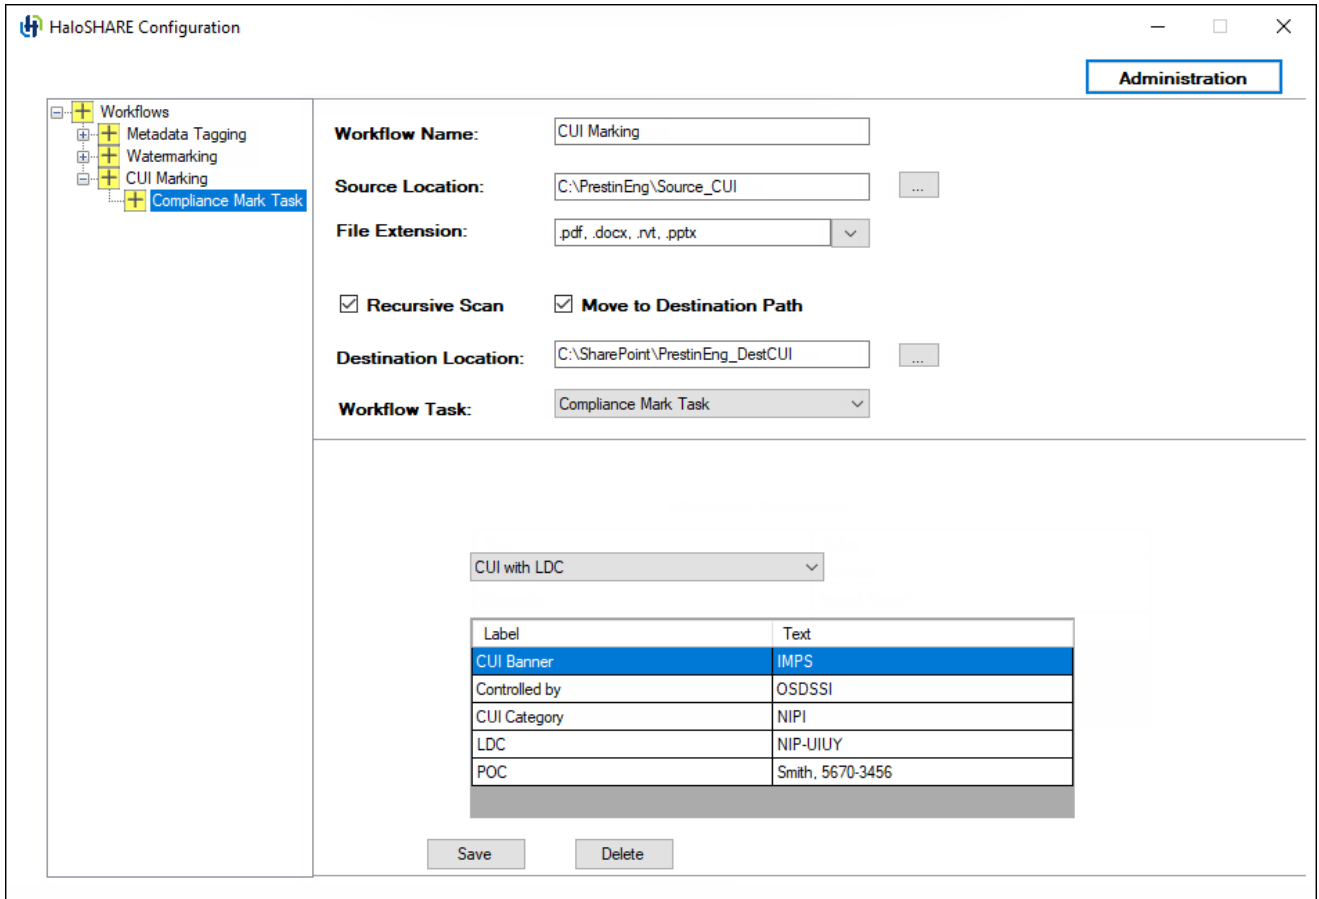 HaloSHARE Configuration
Administration
Workflows
Metadata Tagging
Watermarking
CUI Marking
Compliance Mark Task
Workflow Name: CUI Marking
Source Location: C:\PrestinEng\Source_CUI ...
File Extension: .pdf, .docx, .rvt, .pptx
Recursive Scan Move to Destination Path
Destination Location: C:\SharePoint\PrestinEng_DestCUI ...
Workflow Task: Compliance Mark Task
CUI with LDC
Label Text
CUI Banner IMPS
Controlled by OSDSSI
CUI Category NIPI
LDC NIP-UIUY
POC Smith, 5670-3456
Save Delete